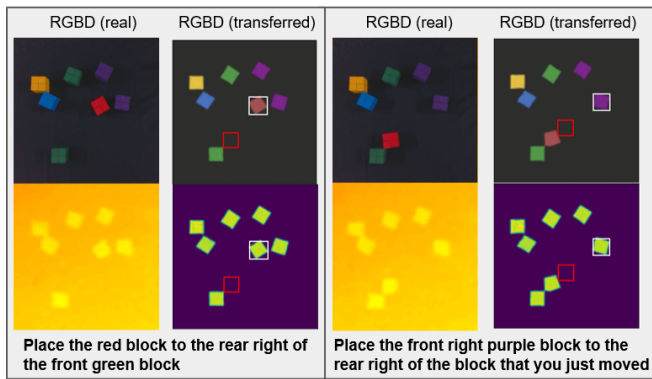 RGBD (real)
RGBD (transferred)
RGBD (real)
RGBD (transferred)
Place the red block to the rear right of
the front green block
Place the front right purple block to the
rear right of the block that you just moved